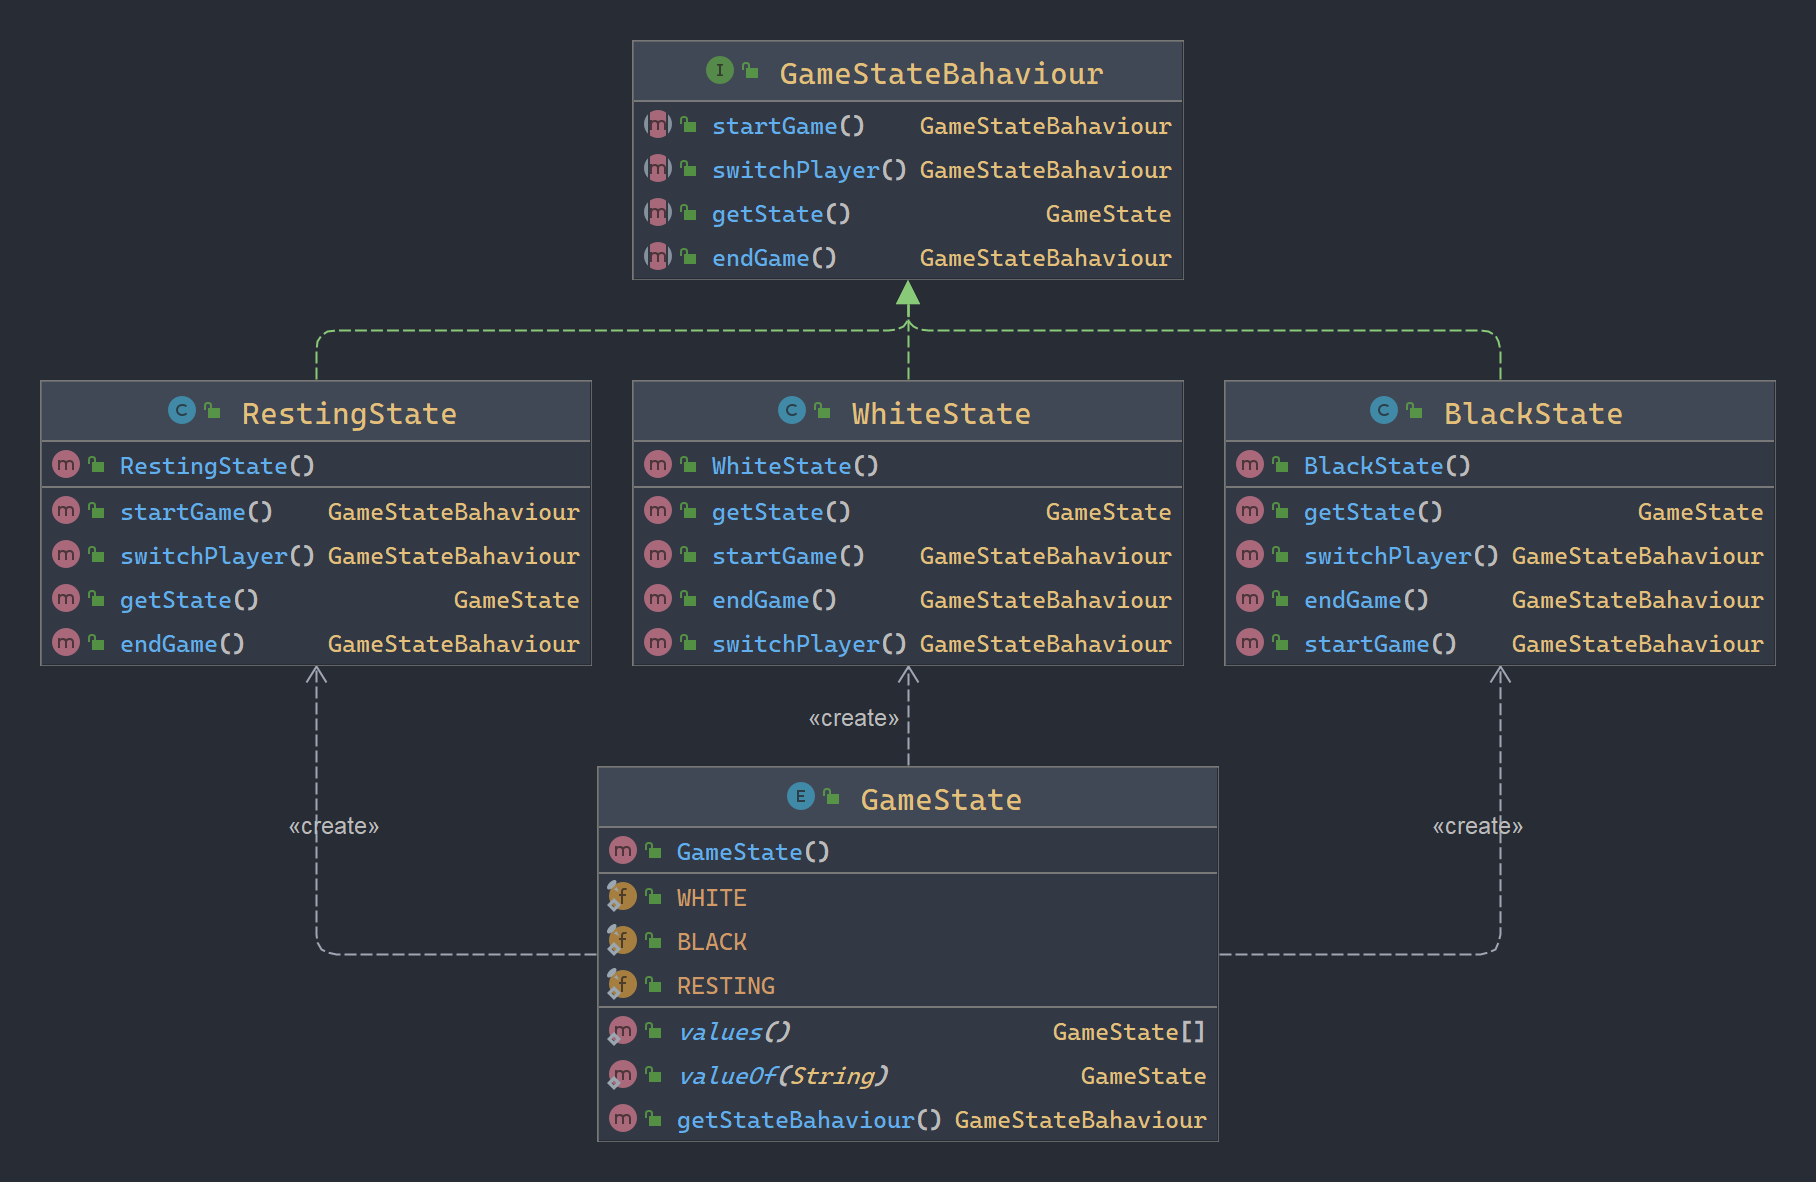 I GameStateBahaviour
m startGame() GameStateBahaviour
m switchPlayer() GameStateBahaviour
m getState() GameState
m endGame() GameStateBahaviour
C RestingState
m RestingState()
m startGame() GameStateBahaviour
m switchPlayer() GameStateBahaviour
m getState() GameState
m endGame() GameStateBahaviour
C WhiteState
m WhiteState()
m getState() GameState
m startGame() GameStateBahaviour
m endGame() GameStateBahaviour
m switchPlayer() GameStateBahaviour
C BlackState
m BlackState()
m getState() GameState
m switchPlayer() GameStateBahaviour
m endGame() GameStateBahaviour
m startGame() GameStateBahaviour
«create»
«create»
«create»
E GameState
m GameState()
f WHITE
f BLACK
f RESTING
m values() GameState[]
m valueOf(String) GameState
m getStateBahaviour() GameStateBahaviour